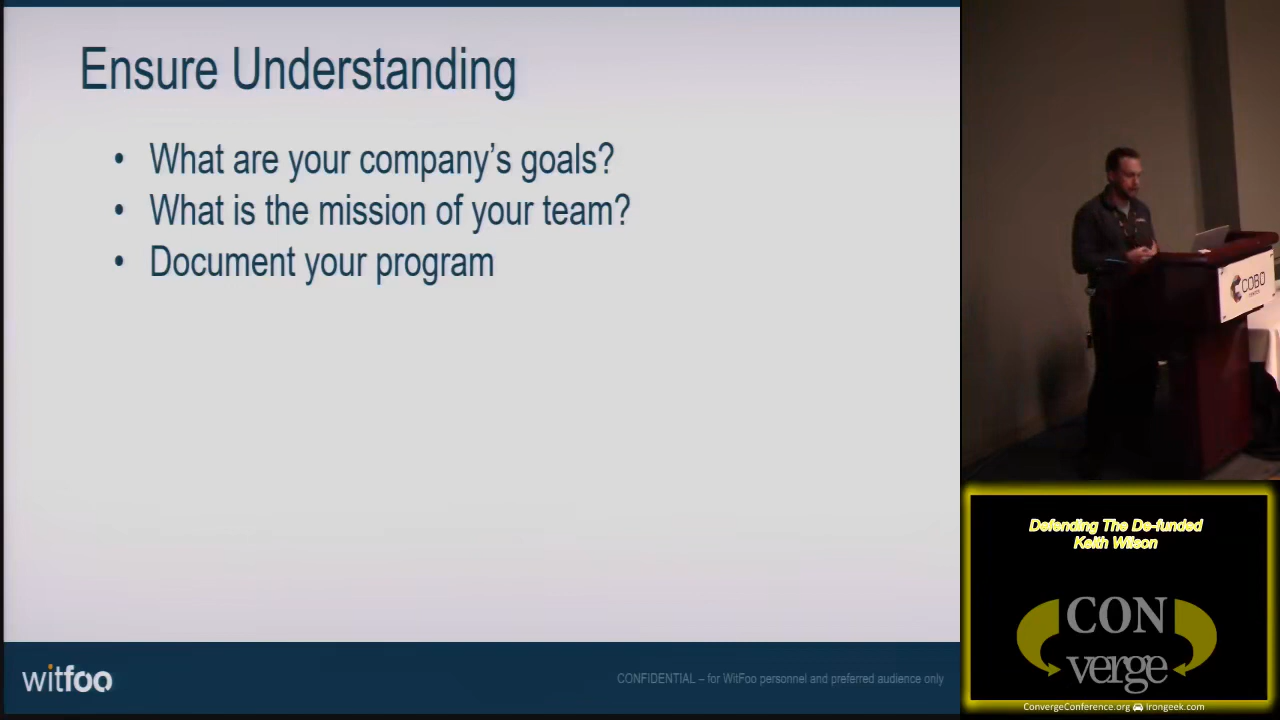 Ensure Understanding
• What are your company's goals?
• What is the mission of your team?
• Document your program
witfoo
CONFIDENTIAL – for WitFoo personnel and preferred audience only
COBO
Defending The De-funded
Keith Wilson
CON
verge
ConvergeConference.org Irongeek.com